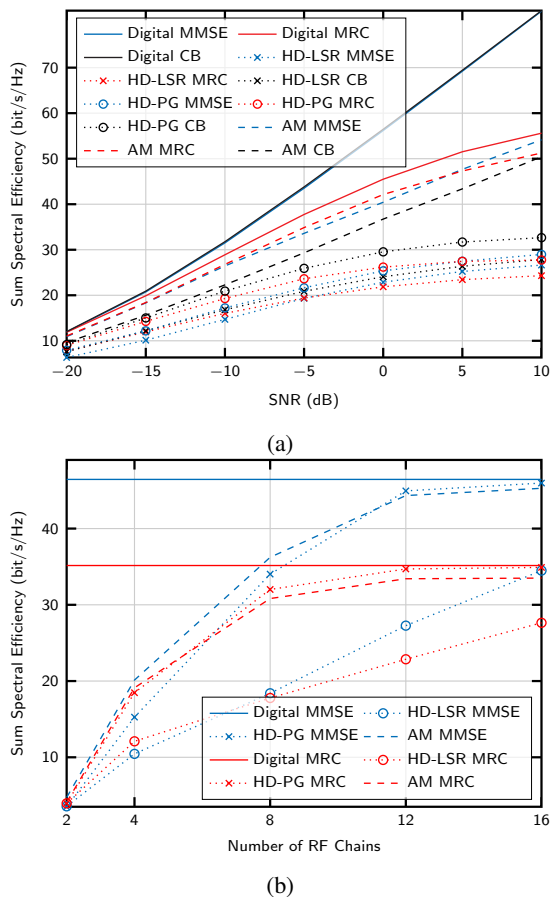 Digital MMSE Digital MRC
Digital CB HD-LSR MMSE
HD-LSR MRC HD-LSR CB
HD-PG MMSE HD-PG MRC
HD-PG CB AM MMSE
AM MRC AM CB
Sum Spectral Efficiency (bit/s/Hz)
70
60
50
40
30
20
10
−20 −15 −10 −5 0 5 10
SNR (dB)
(a)
Sum Spectral Efficiency (bit/s/Hz)
40
30
20
10
Digital MMSE HD-LSR MMSE
HD-PG MMSE AM MMSE
Digital MRC HD-LSR MRC
HD-PG MRC AM MRC
2 4 8 12 16
Number of RF Chains
(b)